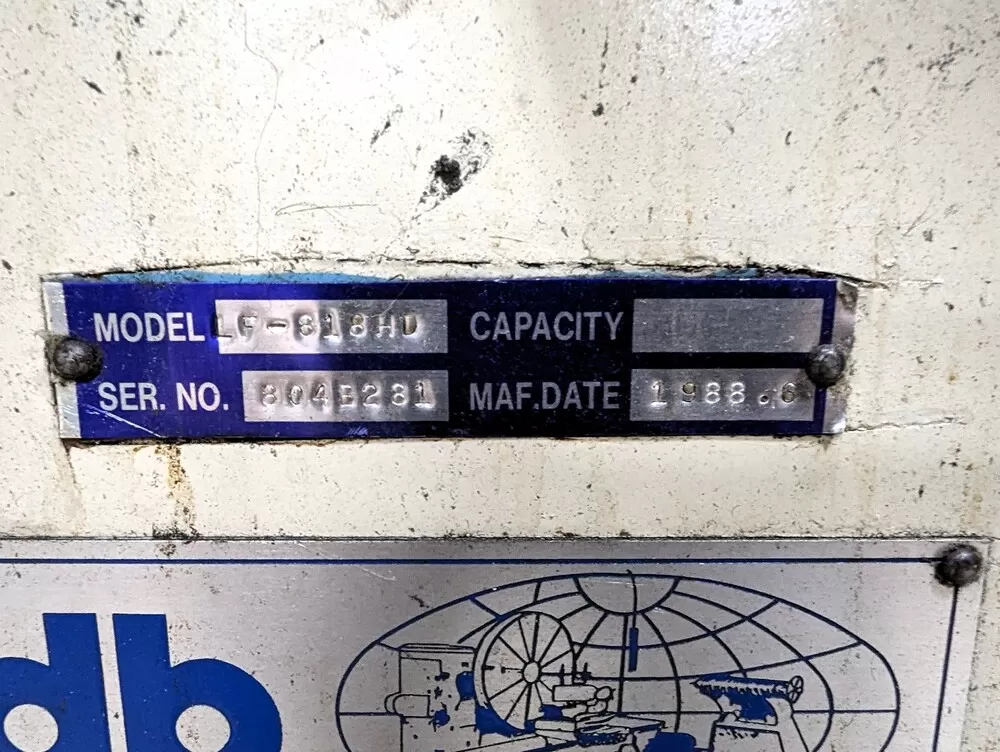 MODEL LF-818HD CAPACITY
SER. NO. 804B281 MAF.DATE 1988.6
db